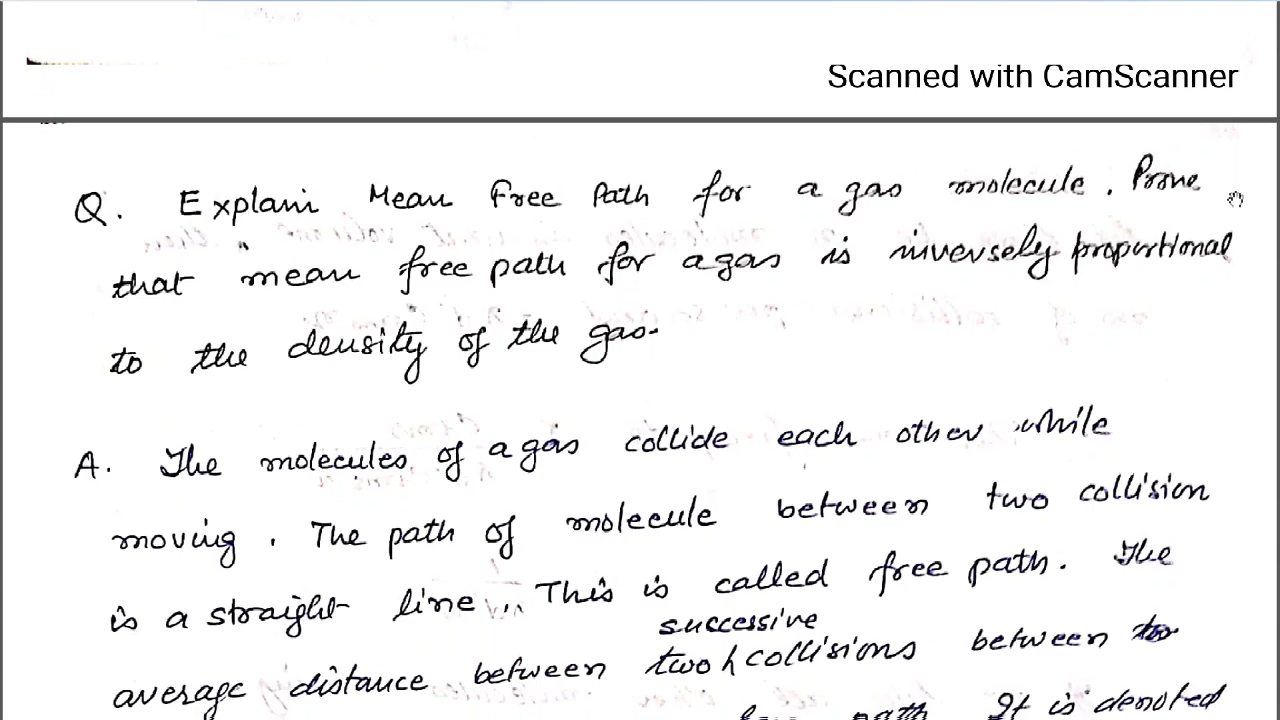 Scanned with CamScanner
Q. Explain Mean Free Path for a gas molecule. Prove
that mean free path for a gas is inversely proportional
to the density of the gas.
A. The molecules of a gas collide each other while
moving. The path of molecule between two collision
is a straight line. This is called free path. The
successive
average distance between two collisions between
path It is denoted